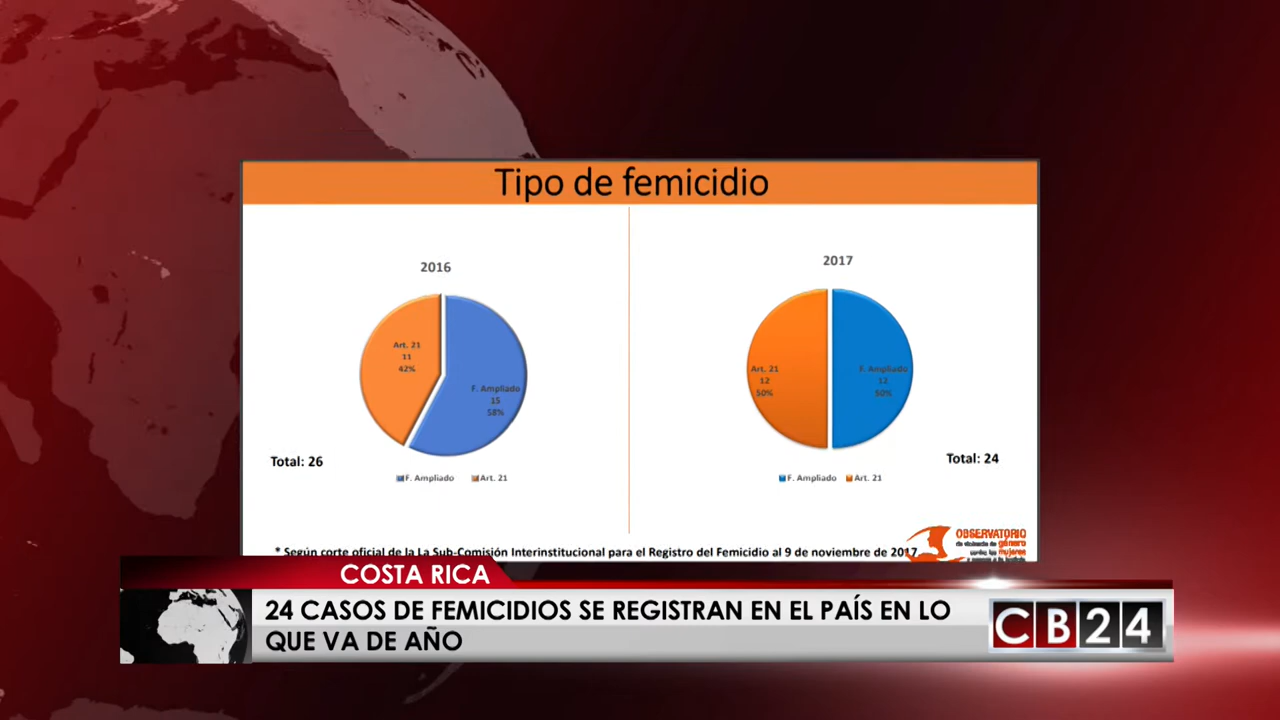 Tipo de femicidio
2016
Art. 21
11
42%
F. Ampliado
15
58%
Total: 26
F. Ampliado
Art. 21
2017
Art. 21
12
50%
F. Ampliado
12
50%
Total: 24
F. Ampliado
Art. 21
* Según corte oficial de la La Sub-Comisión Interinstitucional para el Registro del Femicidio al 9 de noviembre de 2017
OBSERVATORIO
de violencia de género
contra las mujeres
COSTA RICA
24 CASOS DE FEMICIDIOS SE REGISTRAN EN EL PAÍS EN LO
QUE VA DE AÑO
CB24